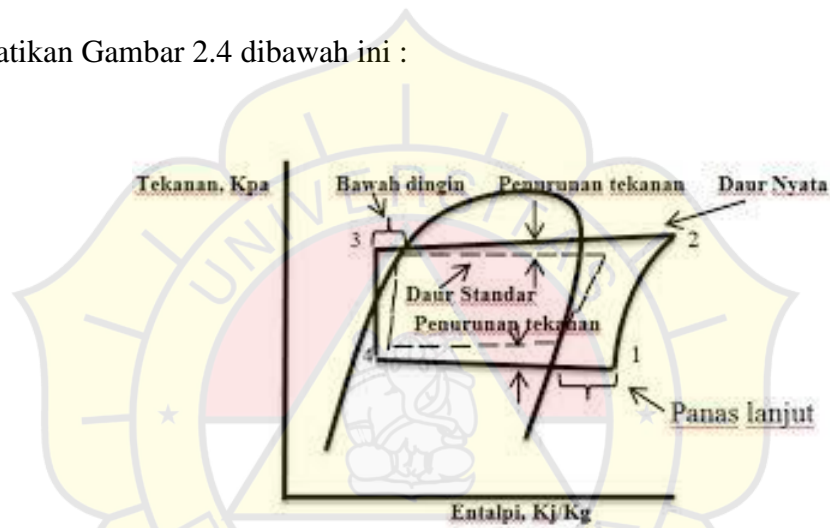 atikan Gambar 2.4 dibawah ini :
Tekanan, Kpa
Bawah dingin
Penurunan tekanan
Daur Nyata
3
2
Daur Standar
Penurunan tekanan
4
1
Panas lanjut
Entalpi, Kj/Kg
UNIVERSITAS